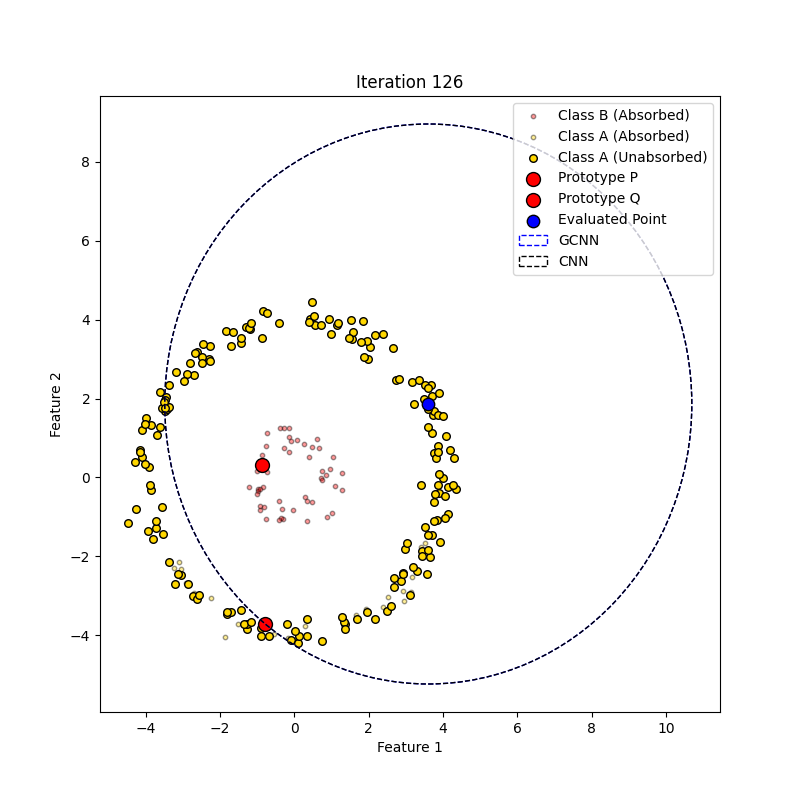 Iteration 126
Class B (Absorbed)
Class A (Absorbed)
Class A (Unabsorbed)
Prototype P
Prototype Q
Evaluated Point
GCNN
CNN
8
6
4
2
0
−2
−4
Feature 2
−4 −2 0 2 4 6 8 10
Feature 1